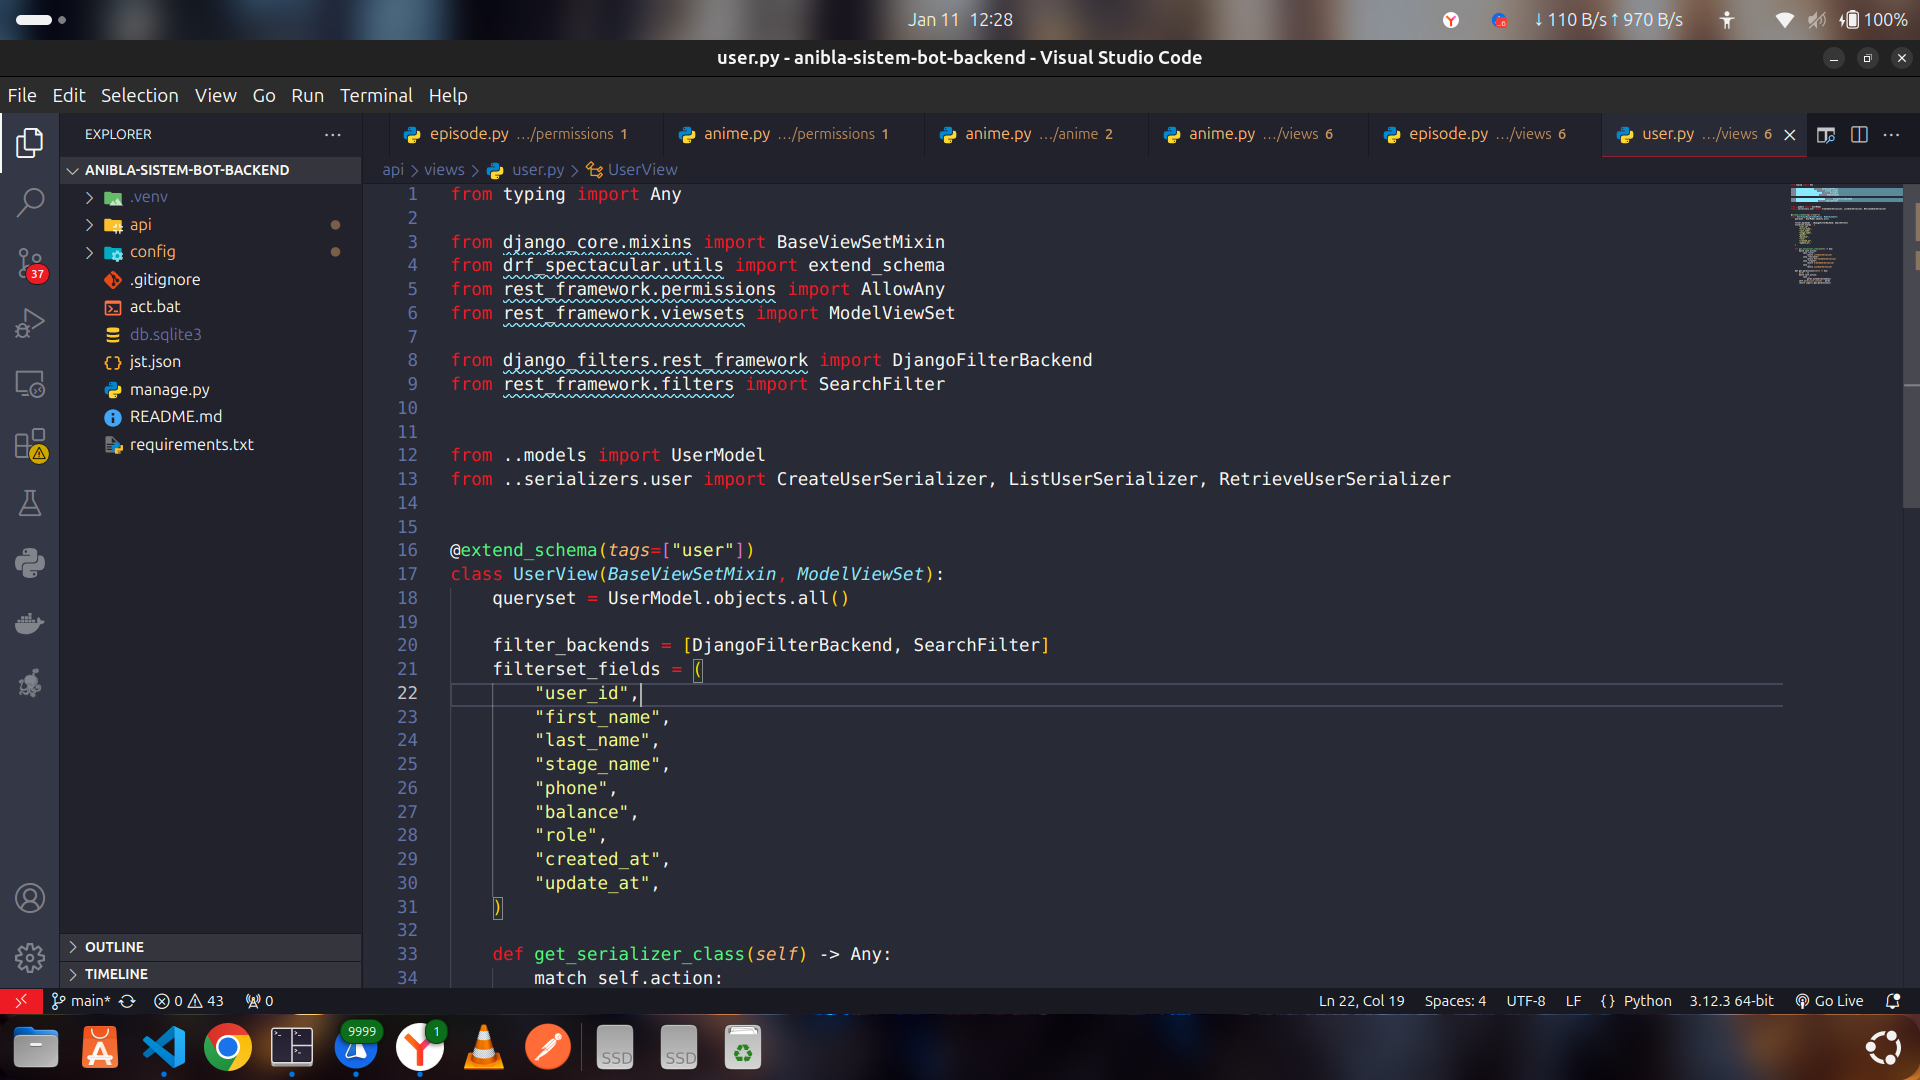 Jan 11 12:28
↓ 110 B/s ↑ 970 B/s
100%
user.py - anibla-sistem-bot-backend - Visual Studio Code
File Edit Selection View Go Run Terminal Help
EXPLORER
episode.py .../permissions 1
anime.py .../permissions 1
anime.py .../anime 2
anime.py .../views 6
episode.py .../views 6
user.py .../views 6
ANIBLA-SISTEM-BOT-BACKEND
.venv
api
config
.gitignore
act.bat
db.sqlite3
jst.json
manage.py
README.md
requirements.txt
37
OUTLINE
TIMELINE
api > views > user.py > UserView
1 from typing import Any
2
3 from django_core.mixins import BaseViewSetMixin
4 from drf_spectacular.utils import extend_schema
5 from rest_framework.permissions import AllowAny
6 from rest_framework.viewsets import ModelViewSet
7
8 from django_filters.rest_framework import DjangoFilterBackend
9 from rest_framework.filters import SearchFilter
10
11
12 from ..models import UserModel
13 from ..serializers.user import CreateUserSerializer, ListUserSerializer, RetrieveUserSerializer
14
15
16 @extend_schema(tags=["user"])
17 class UserView(BaseViewSetMixin, ModelViewSet):
18     queryset = UserModel.objects.all()
19
20     filter_backends = [DjangoFilterBackend, SearchFilter]
21     filterset_fields = (
22         "user_id",
23         "first_name",
24         "last_name",
25         "stage_name",
26         "phone",
27         "balance",
28         "role",
29         "created_at",
30         "update_at",
31     )
32
33     def get_serializer_class(self) -> Any:
34         match self.action:
main* 0 43 0
Ln 22, Col 19 Spaces: 4 UTF-8 LF {} Python 3.12.3 64-bit Go Live
9999
1
SSD
SSD